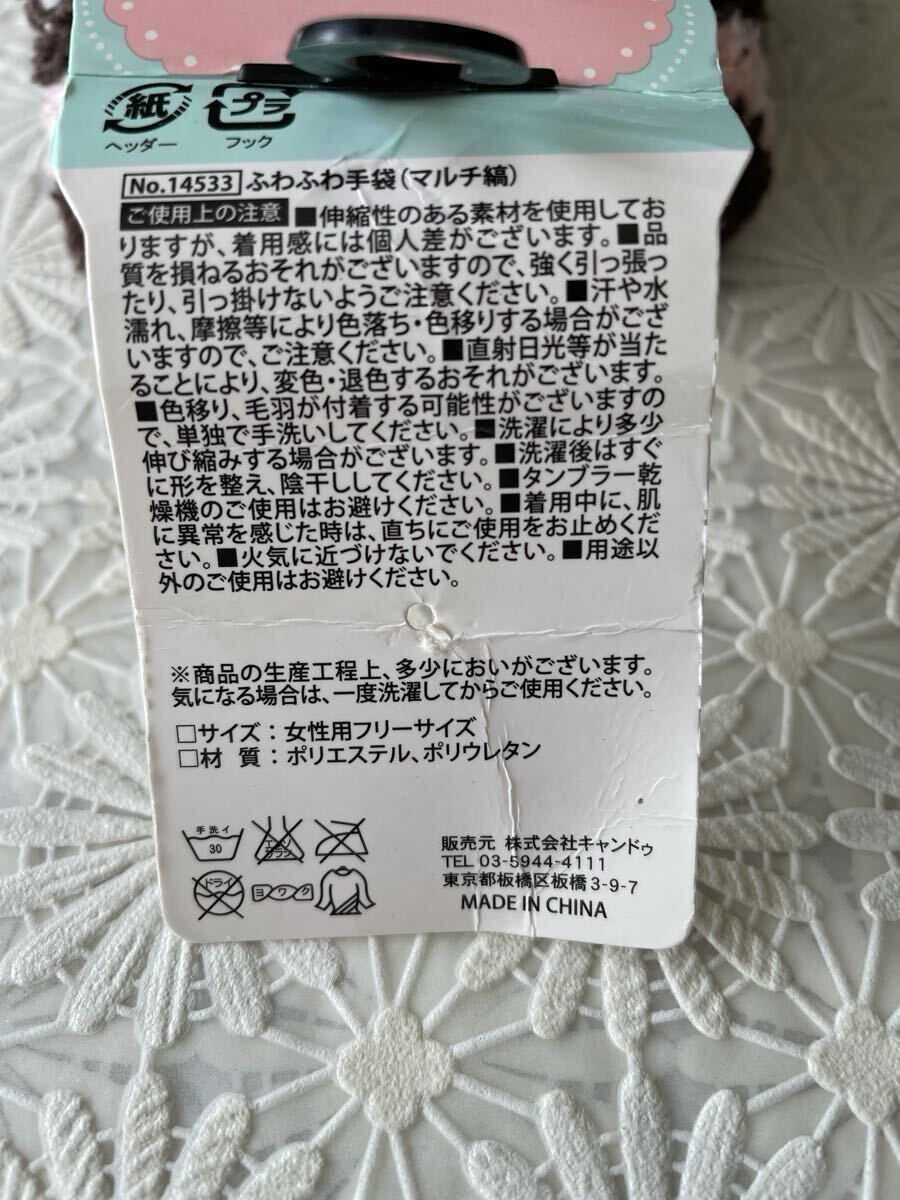 紙 プラ
ヘッダー フック
No.14533 ふわふわ手袋(マルチ縞)
ご使用上の注意 ■伸縮性のある素材を使用してお
りますが、着用感には個人差がございます。■品
質を損ねるおそれがございますので、強く引っ張っ
たり、引っ掛けないようご注意ください。■汗や水
濡れ、摩擦等により色落ち・色移りする場合がござ
いますので、ご注意ください。■直射日光等が当た
ることにより、変色・退色するおそれがございます。
■色移り、毛羽が付着する可能性がございますの
で、単独で手洗いしてください。■洗濯により多少
伸び縮みする場合がございます。■洗濯後はすぐ
に形を整え、陰干ししてください。■タンブラー乾
燥機のご使用はお避けください。■着用中に、肌
に異常を感じた時は、直ちにご使用をお止めくだ
さい。■火気に近づけないでください。■用途以
外のご使用はお避けください。
※商品の生産工程上、多少においがございます。
気になる場合は、一度洗濯してからご使用ください。
□サイズ：女性用フリーサイズ
□材 質：ポリエステル、ポリウレタン
手洗イ
30
エンソ
サラシ
ドライ
ヨワク
販売元 株式会社キャンドゥ
TEL 03-5944-4111
東京都板橋区板橋3-9-7
MADE IN CHINA